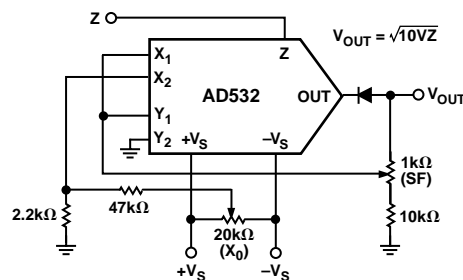 Z
X1
X2
Y1
Y2
Z
AD532
OUT
+VS
–VS
VOUT = √10VZ
VOUT
1kΩ
(SF)
10kΩ
47kΩ
2.2kΩ
20kΩ
(X0)
+VS
–VS